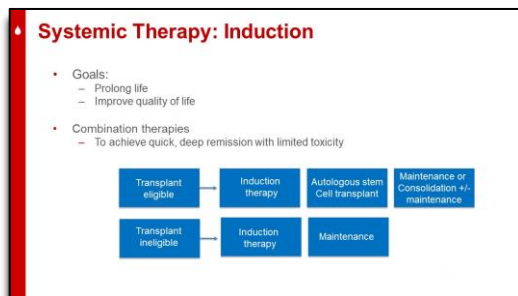 Systemic Therapy: Induction
• Goals:
– Prolong life
– Improve quality of life
• Combination therapies
– To achieve quick, deep remission with limited toxicity
Transplant
eligible
Induction
therapy
Autologous stem
Cell transplant
Maintenance or
Consolidation +/-
maintenance
Transplant
ineligible
Induction
therapy
Maintenance